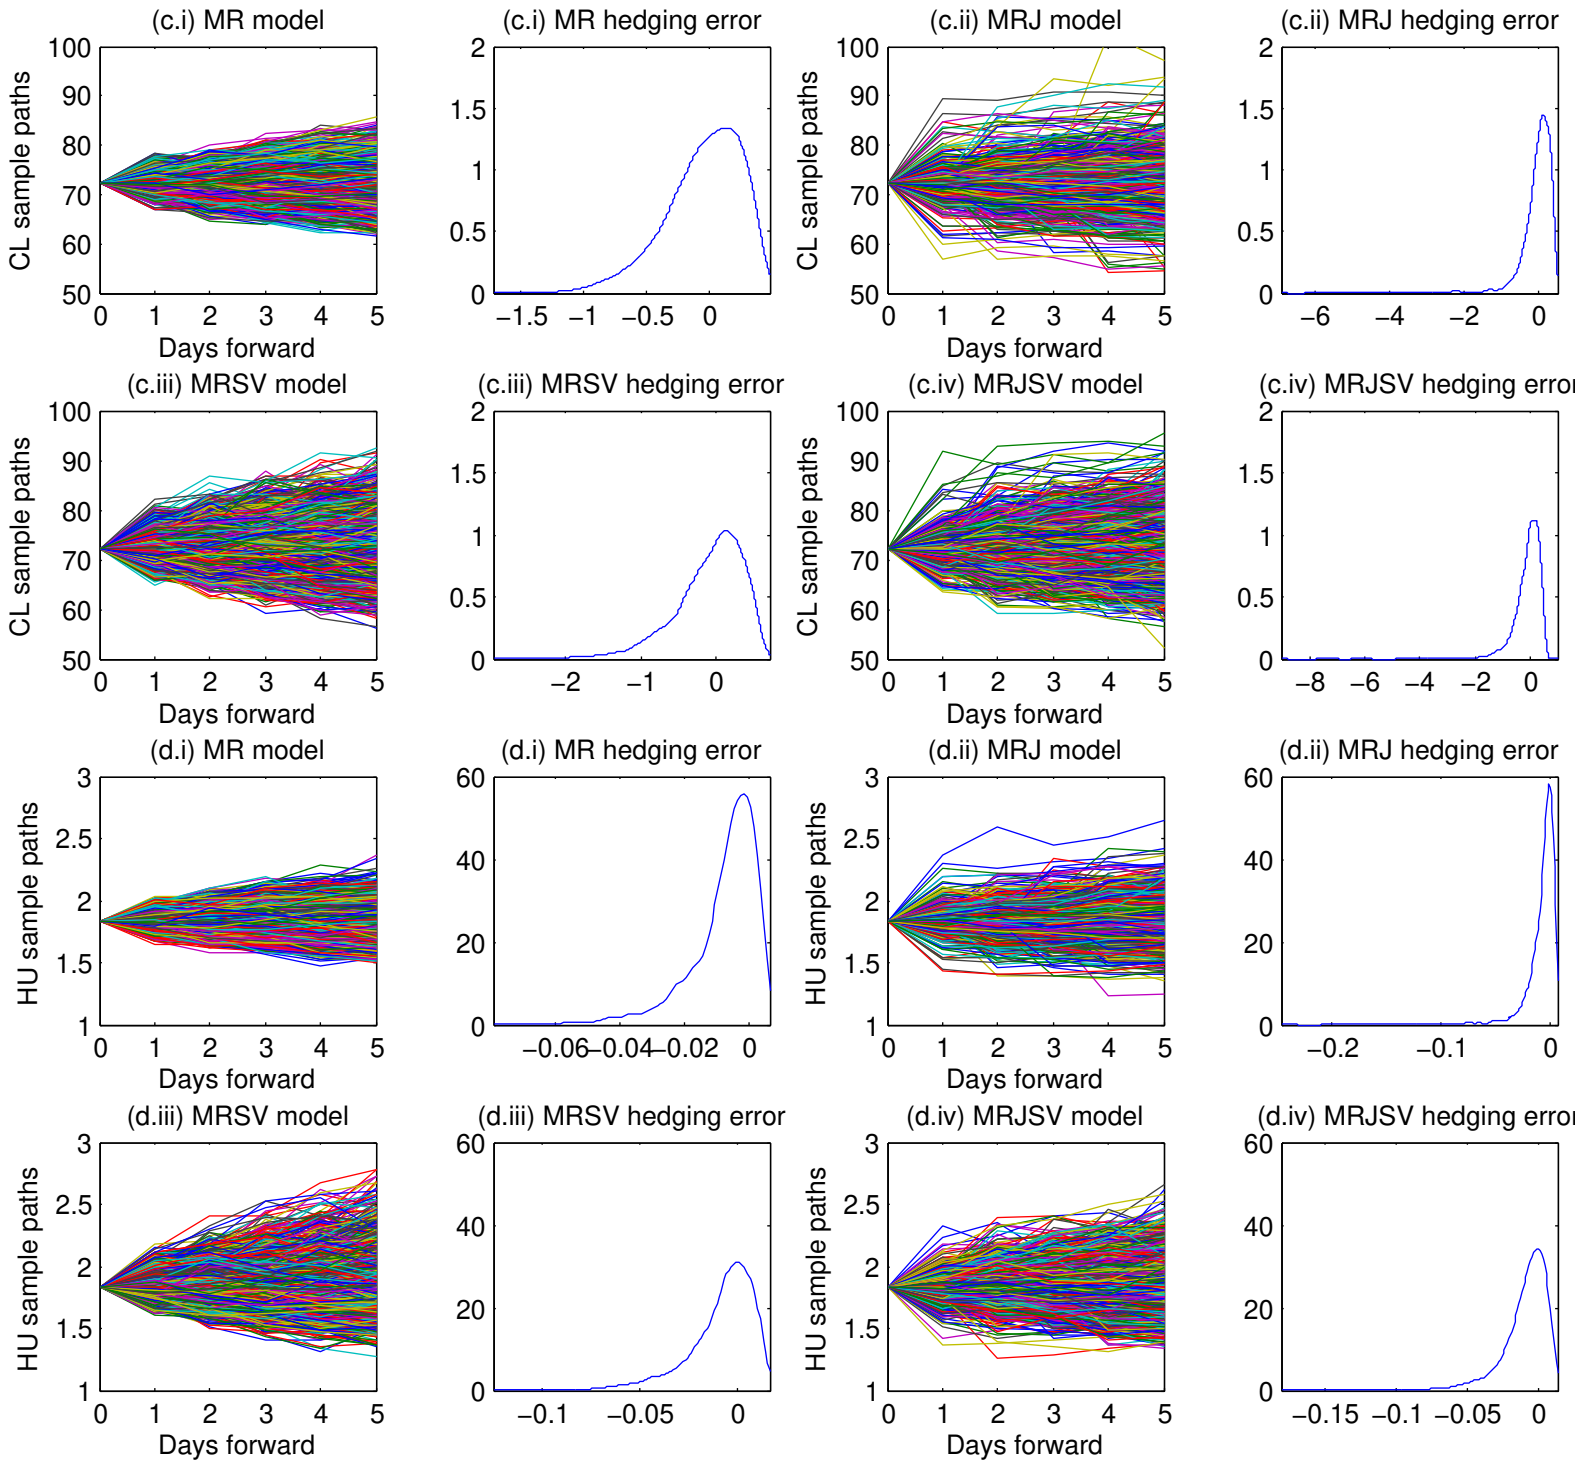 (c.i) MR model
(c.i) MR hedging error
(c.ii) MRJ model
(c.ii) MRJ hedging error
100
90
80
70
60
50
CL sample paths
0 1 2 3 4 5
Days forward
2
1.5
1
0.5
0
−1.5 −1 −0.5 0
100
90
80
70
60
50
CL sample paths
0 1 2 3 4 5
Days forward
2
1.5
1
0.5
0
−6 −4 −2 0
(c.iii) MRSV model
(c.iii) MRSV hedging error
(c.iv) MRJSV model
(c.iv) MRJSV hedging error
100
90
80
70
60
50
CL sample paths
0 1 2 3 4 5
Days forward
2
1.5
1
0.5
0
−2 −1 0
100
90
80
70
60
50
CL sample paths
0 1 2 3 4 5
Days forward
2
1.5
1
0.5
0
−8 −6 −4 −2 0
(d.i) MR model
(d.i) MR hedging error
(d.ii) MRJ model
(d.ii) MRJ hedging error
3
2.5
2
1.5
1
HU sample paths
0 1 2 3 4 5
Days forward
60
40
20
0
−0.06 −0.04 −0.02 0
3
2.5
2
1.5
1
HU sample paths
0 1 2 3 4 5
Days forward
60
40
20
0
−0.2 −0.1 0
(d.iii) MRSV model
(d.iii) MRSV hedging error
(d.iv) MRJSV model
(d.iv) MRJSV hedging error
3
2.5
2
1.5
1
HU sample paths
0 1 2 3 4 5
Days forward
60
40
20
0
−0.1 −0.05 0
3
2.5
2
1.5
1
HU sample paths
0 1 2 3 4 5
Days forward
60
40
20
0
−0.15 −0.1 −0.05 0